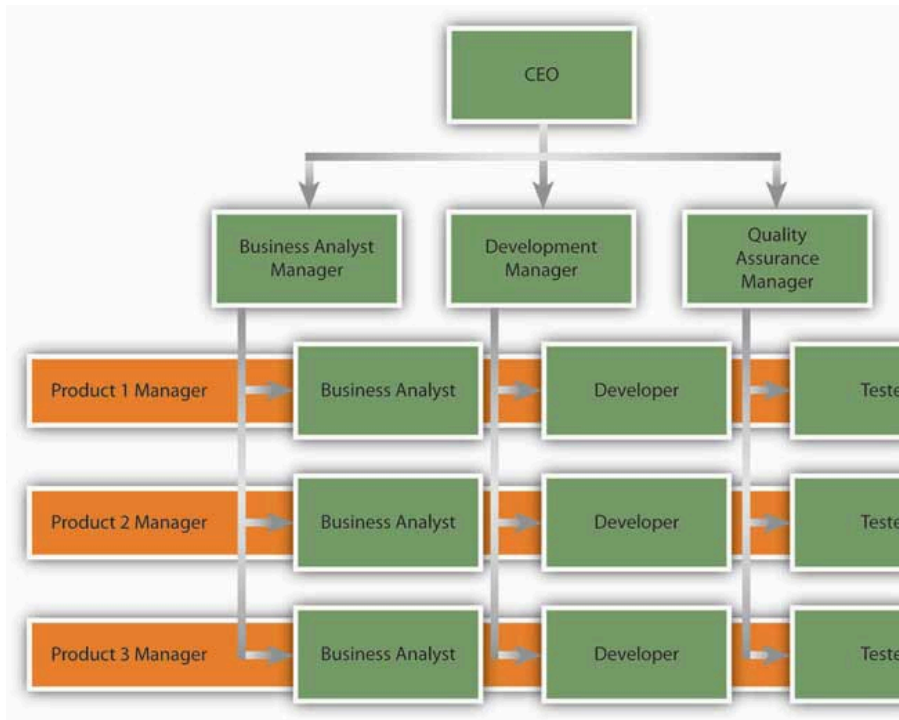 CEO
Business Analyst
Manager
Development
Manager
Quality
Assurance
Manager
Product 1 Manager
Business Analyst
Developer
Teste
Product 2 Manager
Business Analyst
Developer
Teste
Product 3 Manager
Business Analyst
Developer
Teste